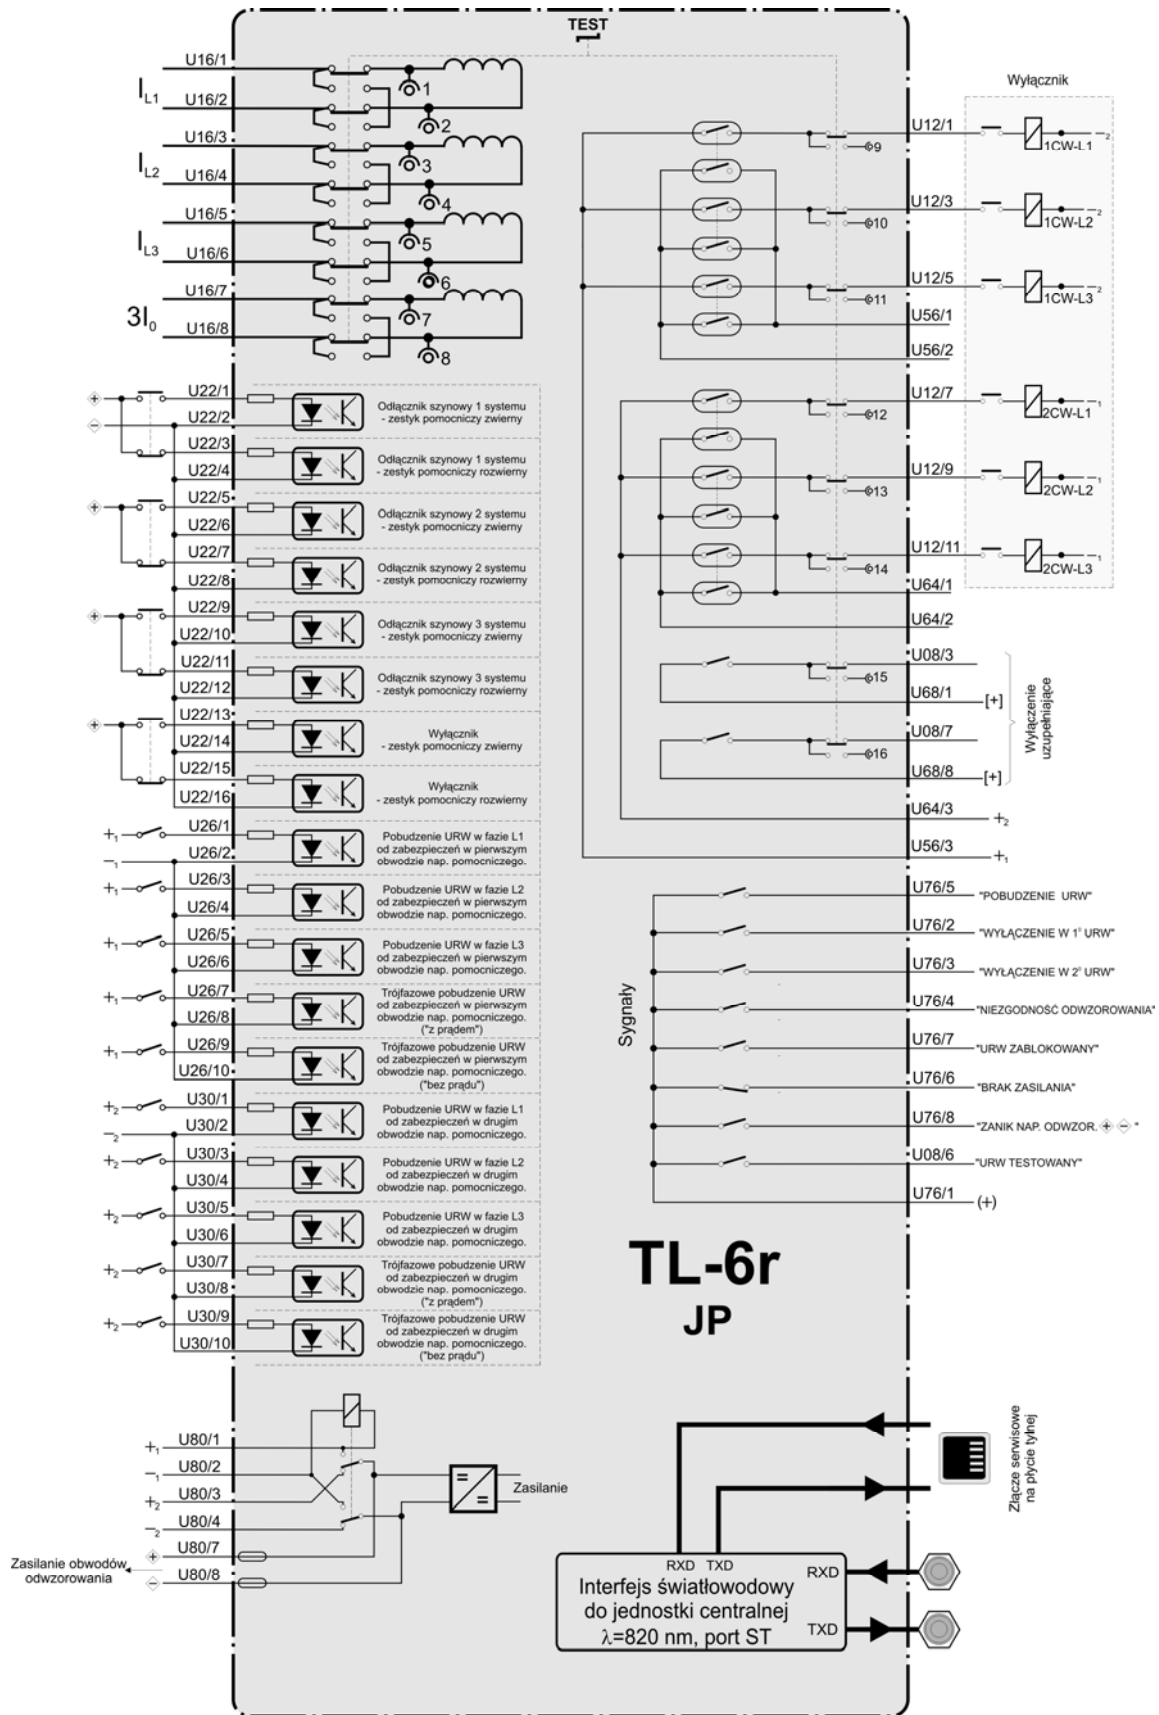 TEST
U16/1
I L1
U16/2
U16/3
I L2
U16/4
U16/5
I L3
U16/6
U16/7
3I0
U16/8
1
2
3
4
5
6
7
8
U22/1
U22/2
Odłącznik szynowy 1 systemu
- zestyk pomocniczy zwierny
U22/3
U22/4
Odłącznik szynowy 1 systemu
- zestyk pomocniczy rozwierny
U22/5
U22/6
Odłącznik szynowy 2 systemu
- zestyk pomocniczy zwierny
U22/7
U22/8
Odłącznik szynowy 2 systemu
- zestyk pomocniczy rozwierny
U22/9
U22/10
Odłącznik szynowy 3 systemu
- zestyk pomocniczy zwierny
U22/11
U22/12
Odłącznik szynowy 3 systemu
- zestyk pomocniczy rozwierny
U22/13
U22/14
Wyłącznik
- zestyk pomocniczy zwierny
U22/15
U22/16
Wyłącznik
- zestyk pomocniczy rozwierny
+1 U26/1
−1 U26/2
Pobudzenie URW w fazie L1
od zabezpieczeń w pierwszym
obwodzie nap. pomocniczego.
+1 U26/3
U26/4
Pobudzenie URW w fazie L2
od zabezpieczeń w pierwszym
obwodzie nap. pomocniczego.
+1 U26/5
U26/6
Pobudzenie URW w fazie L3
od zabezpieczeń w pierwszym
obwodzie nap. pomocniczego.
+1 U26/7
U26/8
Trójfazowe pobudzenie URW
od zabezpieczeń w pierwszym
obwodzie nap. pomocniczego.
("z prądem")
+1 U26/9
U26/10
Trójfazowe pobudzenie URW
od zabezpieczeń w pierwszym
obwodzie nap. pomocniczego.
("bez prądu")
+2 U30/1
−2 U30/2
Pobudzenie URW w fazie L1
od zabezpieczeń w drugim
obwodzie nap. pomocniczego.
+2 U30/3
U30/4
Pobudzenie URW w fazie L2
od zabezpieczeń w drugim
obwodzie nap. pomocniczego.
+2 U30/5
U30/6
Pobudzenie URW w fazie L3
od zabezpieczeń w drugim
obwodzie nap. pomocniczego.
+2 U30/7
U30/8
Trójfazowe pobudzenie URW
od zabezpieczeń w drugim
obwodzie nap. pomocniczego.
("z prądem")
+2 U30/9
U30/10
Trójfazowe pobudzenie URW
od zabezpieczeń w drugim
obwodzie nap. pomocniczego.
("bez prądu")
+1 U80/1
−1 U80/2
+2 U80/3
−2 U80/4
+ U80/7
− U80/8
Zasilanie obwodów
odwzorowania
Zasilanie
Wyłącznik
9 U12/1 1CW-L1 −2
10 U12/3 1CW-L2 −2
11 U12/5 1CW-L3 −2
U56/1
U56/2
12 U12/7 2CW-L1 −1
13 U12/9 2CW-L2 −1
14 U12/11 2CW-L3 −1
U64/1
U64/2
15 U08/3
U68/1 [+]
16 U08/7
U68/8 [+]
Wyłączenie
uzupełniające
U64/3 +2
U56/3 +1
Sygnały
U76/5 "POBUDZENIE URW"
U76/2 "WYŁĄCZENIE W 1° URW"
U76/3 "WYŁĄCZENIE W 2° URW"
U76/4 "NIEZGODNOŚĆ ODWZOROWANIA"
U76/7 "URW ZABLOKOWANY"
U76/6 "BRAK ZASILANIA"
U76/8 "ZANIK NAP. ODWZOR. + − "
U08/6 "URW TESTOWANY"
U76/1 (+)
TL-6r
JP
Złącze serwisowe
na płycie tylnej
RXD TXD
Interfejs światłowodowy
do jednostki centralnej
λ=820 nm, port ST
RXD
TXD